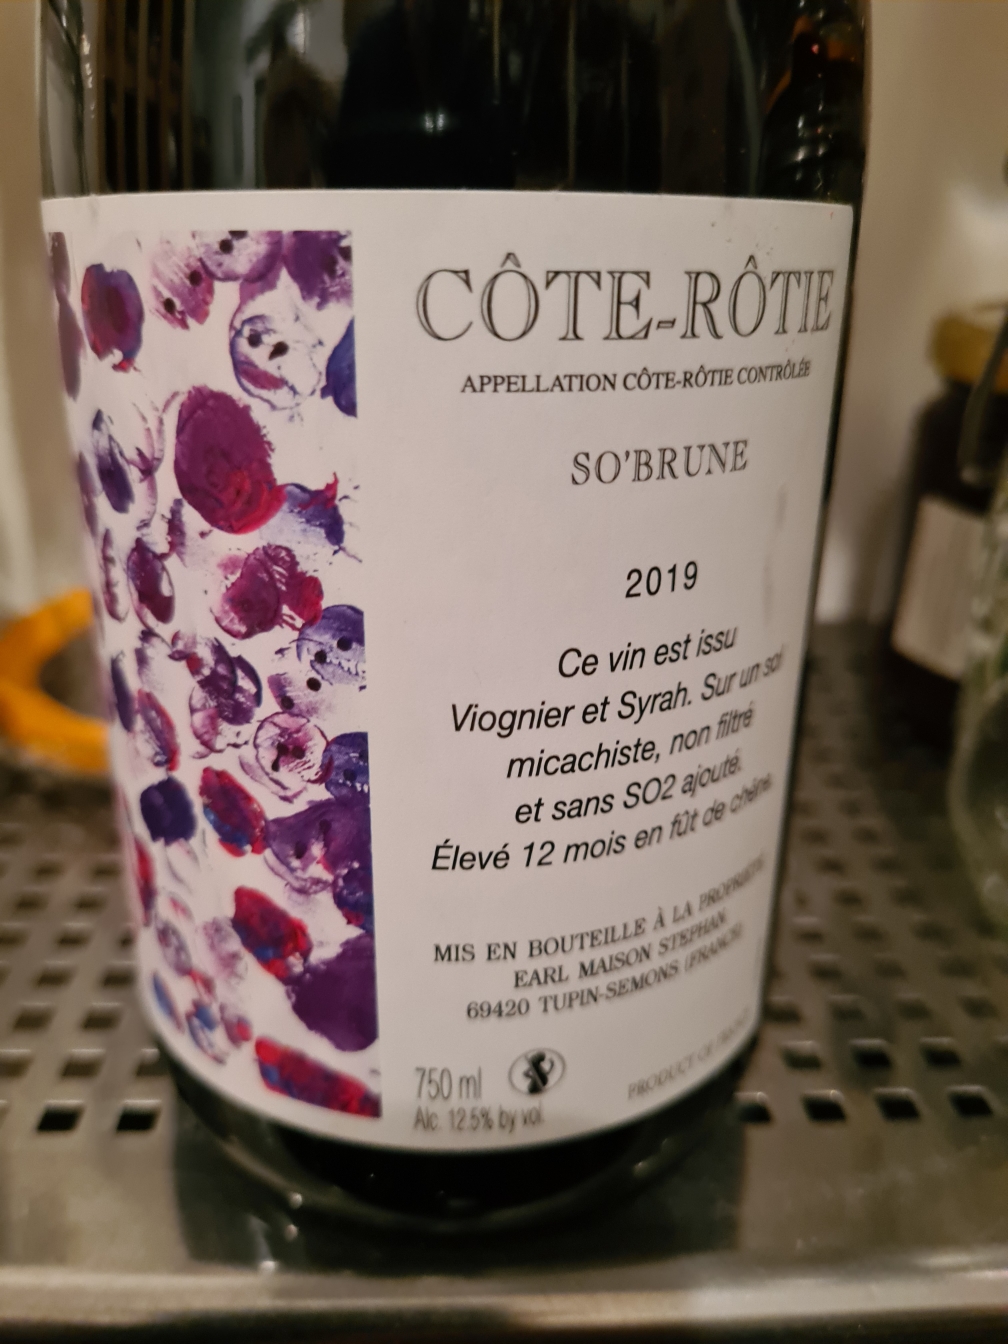 CÔTE-RÔTIE
APPELLATION CÔTE-RÔTIE CONTRÔLÉE
SO'BRUNE
2019
Ce vin est issu
Viognier et Syrah. Sur un sol
micachiste, non filtré
et sans SO2 ajouté.
Élevé 12 mois en fût de chêne.
MIS EN BOUTEILLE À LA PROPRIÉTÉ
EARL MAISON STEPHAN
69420 TUPIN-SEMONS (FRANCE)
750 ml
Alc. 12.5% by vol.
PRODUCT OF FRANCE